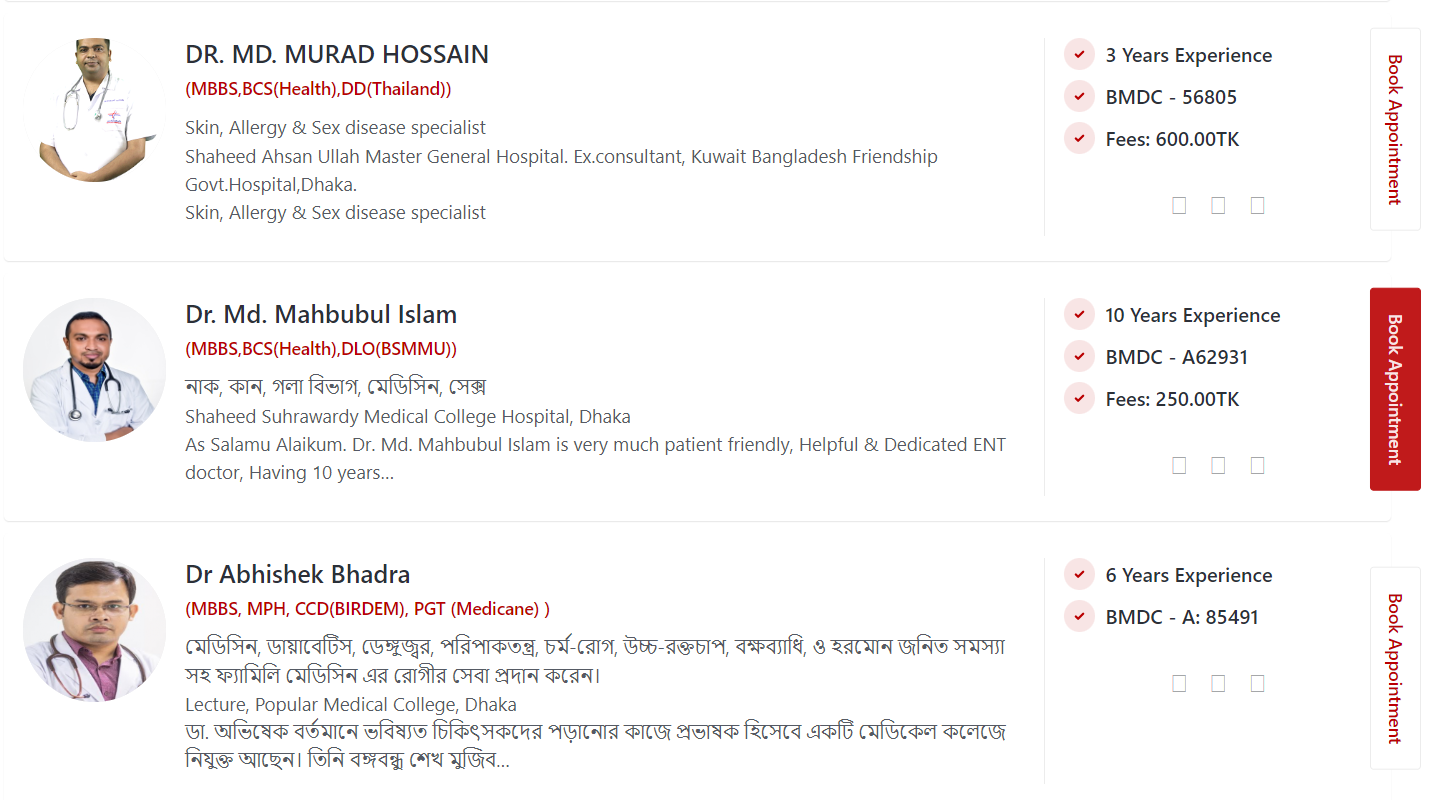 DR. MD. MURAD HOSSAIN
(MBBS,BCS(Health),DD(Thailand))
Skin, Allergy & Sex disease specialist
Shaheed Ahsan Ullah Master General Hospital. Ex.consultant, Kuwait Bangladesh Friendship
Govt.Hospital,Dhaka.
Skin, Allergy & Sex disease specialist
3 Years Experience
BMDC - 56805
Fees: 600.00TK
Book Appointment
Dr. Md. Mahbubul Islam
(MBBS,BCS(Health),DLO(BSMMU))
নাক, কান, গলা বিভাগ, মেডিসিন, সেক্স
Shaheed Suhrawardy Medical College Hospital, Dhaka
As Salamu Alaikum. Dr. Md. Mahbubul Islam is very much patient friendly, Helpful & Dedicated ENT
doctor, Having 10 years...
10 Years Experience
BMDC - A62931
Fees: 250.00TK
Book Appointment
Dr Abhishek Bhadra
(MBBS, MPH, CCD(BIRDEM), PGT (Medicane) )
মেডিসিন, ডায়াবেটিস, ডেঙ্গুজ্বর, পরিপাকতন্ত্র, চর্ম-রোগ, উচ্চ-রক্তচাপ, বক্ষব্যাধি, ও হরমোন জনিত সমস্যা
সহ ফ্যামিলি মেডিসিন এর রোগীর সেবা প্রদান করেন।
Lecture, Popular Medical College, Dhaka
ডা. অভিষেক বর্তমানে ভবিষ্যত চিকিৎসকদের পড়ানোর কাজে প্রভাষক হিসেবে একটি মেডিকেল কলেজে
নিযুক্ত আছেন। তিনি বঙ্গবন্ধু শেখ মুজিব...
6 Years Experience
BMDC - A: 85491
Book Appointment